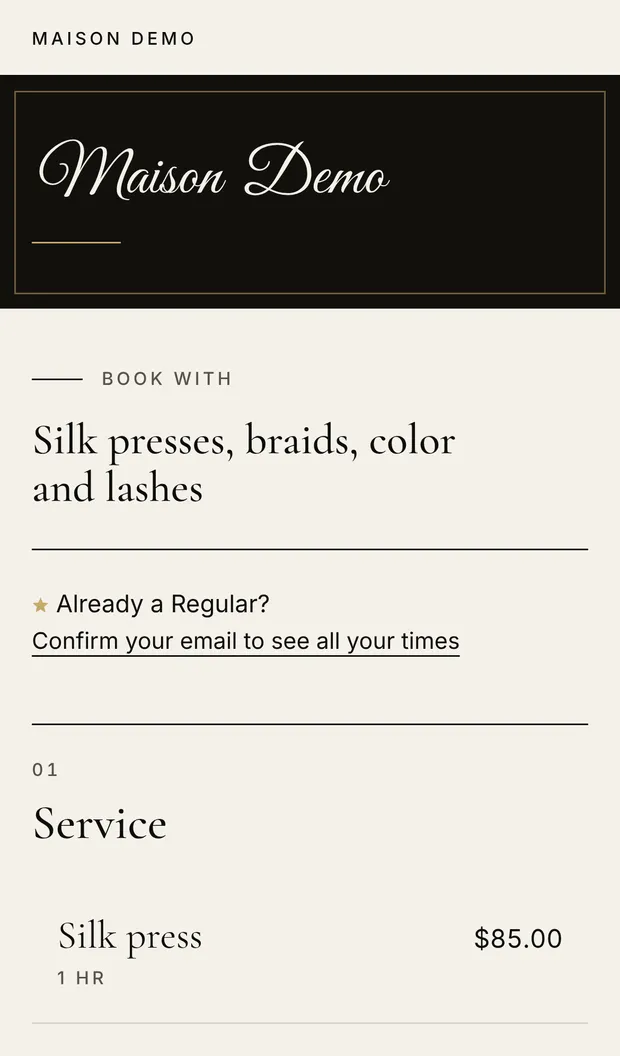 MAISON DEMO
Maison Demo
BOOK WITH
Silk presses, braids, color
and lashes
Already a Regular?
Confirm your email to see all your times
01
Service
Silk press
$85.00
1 HR